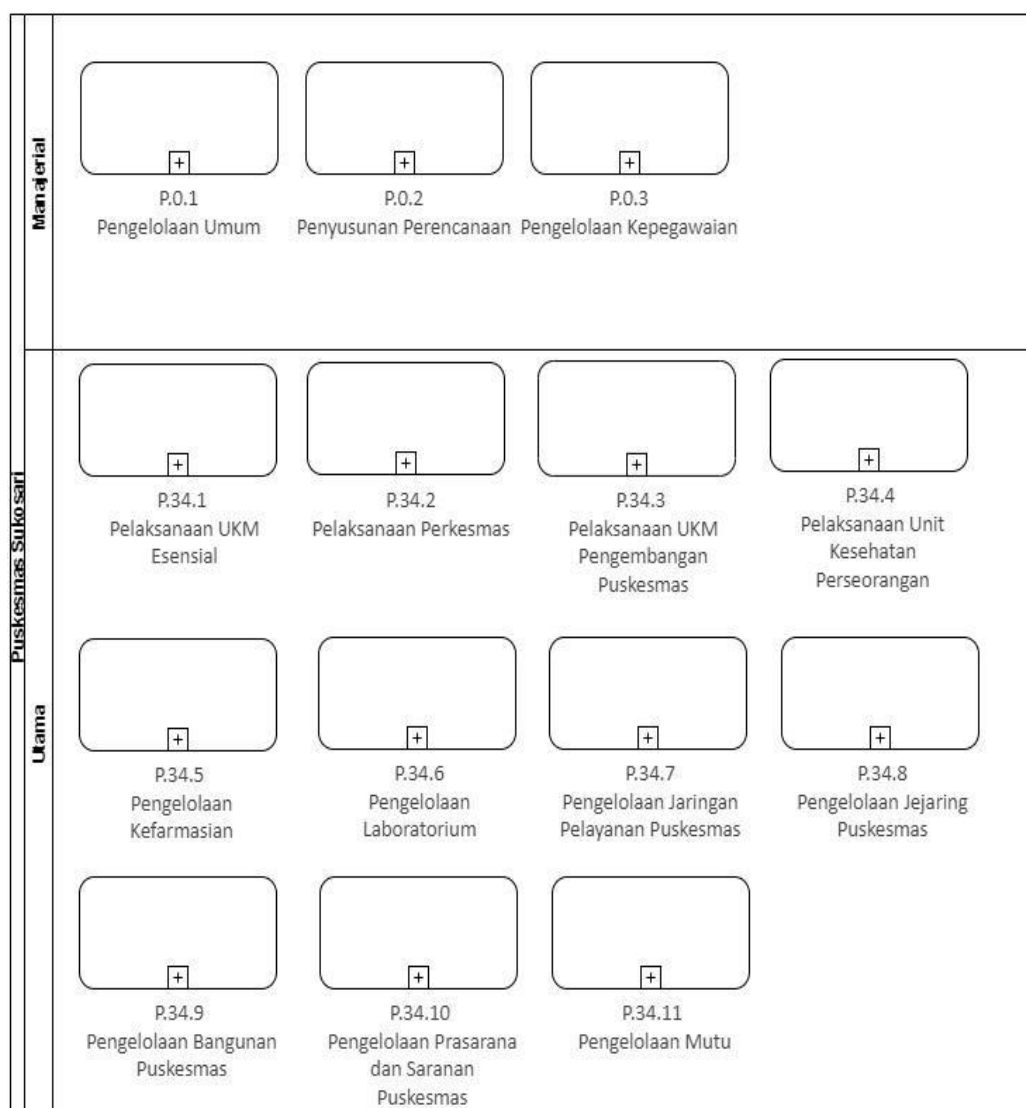 Puskesmas Sukosari
Manajerial
P.0.1
Pengelolaan Umum
P.0.2
Penyusunan Perencanaan
P.0.3
Pengelolaan Kepegawaian
Utama
P.34.1
Pelaksanaan UKM
Esensial
P.34.2
Pelaksanaan Perkesmas
P.34.3
Pelaksanaan UKM
Pengembangan
Puskesmas
P.34.4
Pelaksanaan Unit
Kesehatan
Perseorangan
P.34.5
Pengelolaan
Kefarmasian
P.34.6
Pengelolaan
Laboratorium
P.34.7
Pengelolaan Jaringan
Pelayanan Puskesmas
P.34.8
Pengelolaan Jejaring
Puskesmas
P.34.9
Pengelolaan Bangunan
Puskesmas
P.34.10
Pengelolaan Prasarana
dan Saranan
Puskesmas
P.34.11
Pengelolaan Mutu